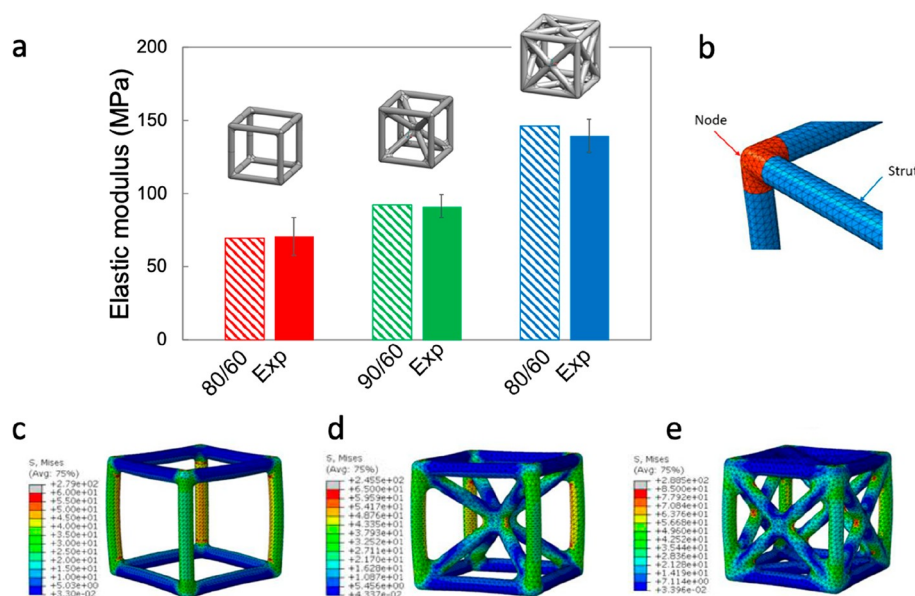 a
b
200
150
100
50
0
Elastic modulus (MPa)
80/60
Exp
90/60
Exp
80/60
Exp
Node
Strut
c
d
e
S, Mises
(Avg: 75%)
+2.79e+02
+6.00e+01
+5.50e+01
+5.00e+01
+4.50e+01
+4.00e+01
+3.50e+01
+3.00e+01
+2.50e+01
+2.00e+01
+1.50e+01
+1.00e+01
+5.03e+00
+3.30e-02
S, Mises
(Avg: 75%)
+2.455e+02
+6.500e+01
+5.959e+01
+5.417e+01
+4.876e+01
+4.335e+01
+3.793e+01
+3.252e+01
+2.711e+01
+2.170e+01
+1.628e+01
+1.087e+01
+5.456e+00
+4.337e-02
S, Mises
(Avg: 75%)
+2.885e+02
+8.500e+01
+7.792e+01
+7.084e+01
+6.376e+01
+5.668e+01
+4.960e+01
+4.252e+01
+3.544e+01
+2.836e+01
+2.128e+01
+1.419e+01
+7.114e+00
+3.396e-02